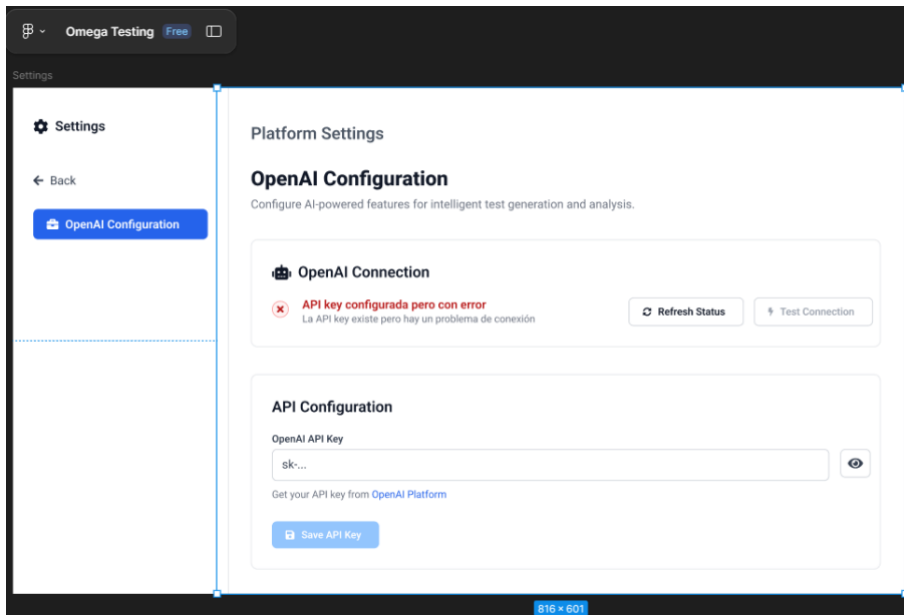 Omega Testing Free
Settings
Settings
Back
OpenAI Configuration
Platform Settings
OpenAI Configuration
Configure AI-powered features for intelligent test generation and analysis.
OpenAI Connection
API key configurada pero con error
La API key existe pero hay un problema de conexión
Refresh Status
Test Connection
API Configuration
OpenAI API Key
sk-...
Get your API key from OpenAI Platform
Save API Key
816 × 601